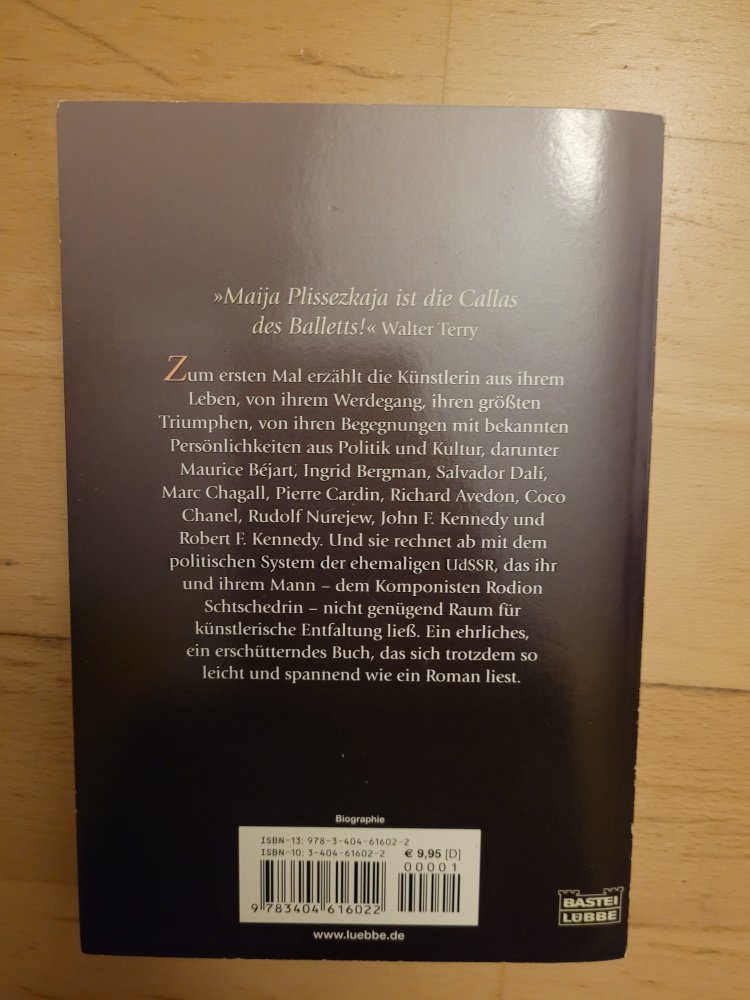 »Maija Plissezkaja ist die Callas
des Balletts!« Walter Terry
Zum ersten Mal erzählt die Künstlerin aus ihrem
Leben, von ihrem Werdegang, ihren größten
Triumphen, von ihren Begegnungen mit bekannten
Persönlichkeiten aus Politik und Kultur, darunter
Maurice Béjart, Ingrid Bergman, Salvador Dalí,
Marc Chagall, Pierre Cardin, Richard Avedon, Coco
Chanel, Rudolf Nurejew, John F. Kennedy und
Robert F. Kennedy. Und sie rechnet ab mit dem
politischen System der ehemaligen UdSSR, das ihr
und ihrem Mann – dem Komponisten Rodion
Schtschedrin – nicht genügend Raum für
künstlerische Entfaltung ließ. Ein ehrliches,
ein erschütterndes Buch, das sich trotzdem so
leicht und spannend wie ein Roman liest.
Biographie
ISBN-13: 978-3-404-61602-2
ISBN-10: 3-404-61602-2 € 9,95 [D]
00001
9 783404 616022
www.luebbe.de
BASTEI
LÜBBE